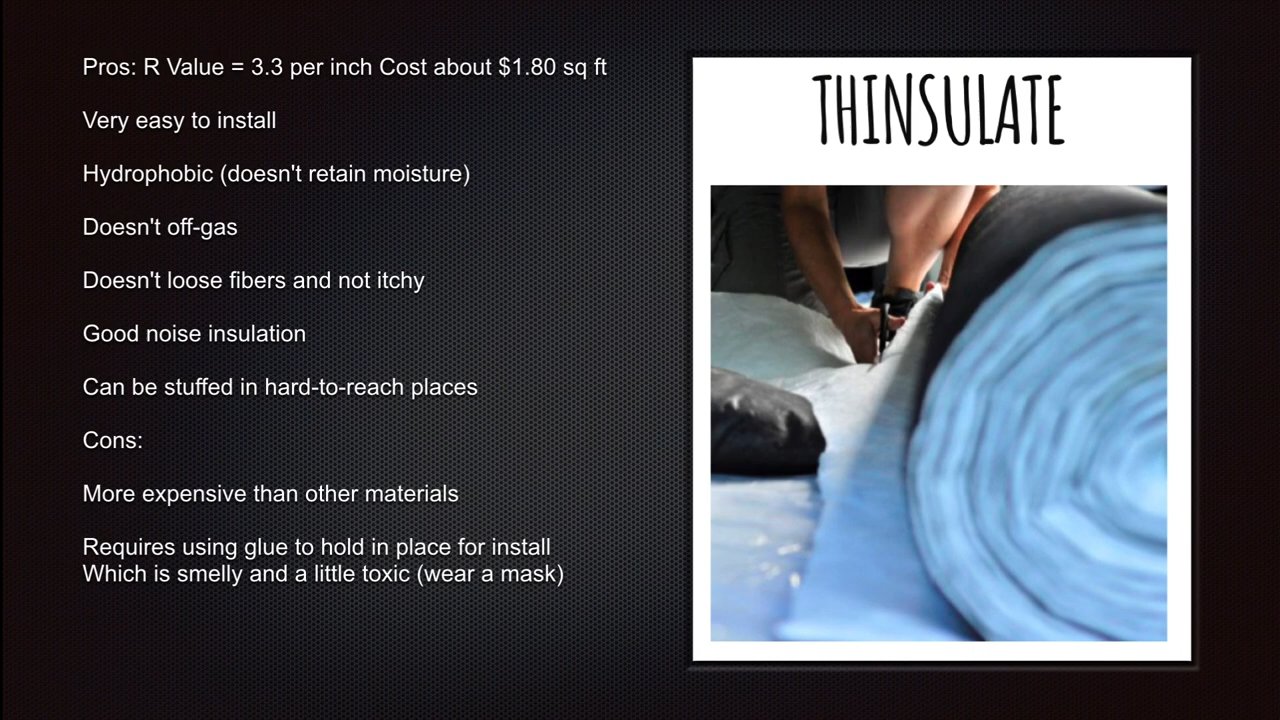 Pros: R Value = 3.3 per inch Cost about $1.80 sq ft
Very easy to install
Hydrophobic (doesn't retain moisture)
Doesn't off-gas
Doesn't loose fibers and not itchy
Good noise insulation
Can be stuffed in hard-to-reach places
Cons:
More expensive than other materials
Requires using glue to hold in place for install
Which is smelly and a little toxic (wear a mask)
THINSULATE